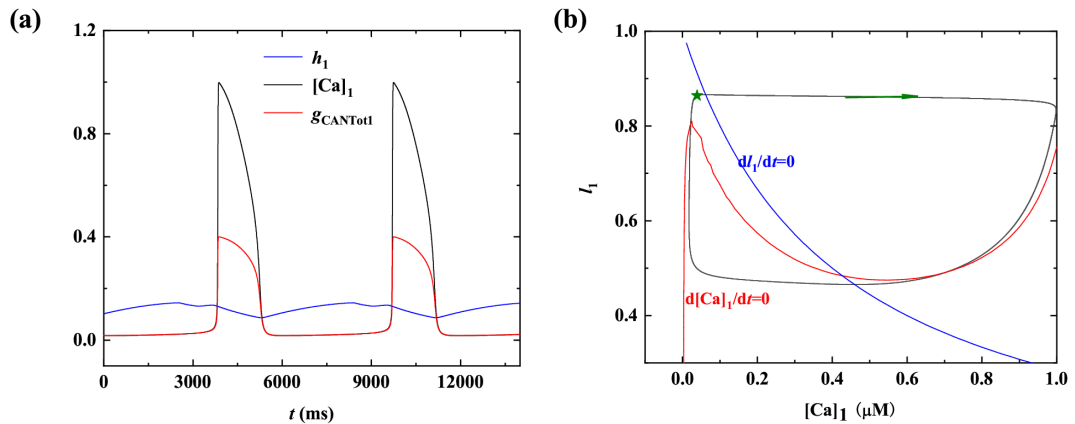 (a)
1.2
0.8
0.4
0.0
h₁
[Ca]₁
gCANTot1
0 3000 6000 9000 12000
t (ms)
(b)
1.0
0.8
0.6
0.4
l₁
dl₁/dt=0
d[Ca]₁/dt=0
0.0 0.2 0.4 0.6 0.8 1.0
[Ca]₁ (μM)